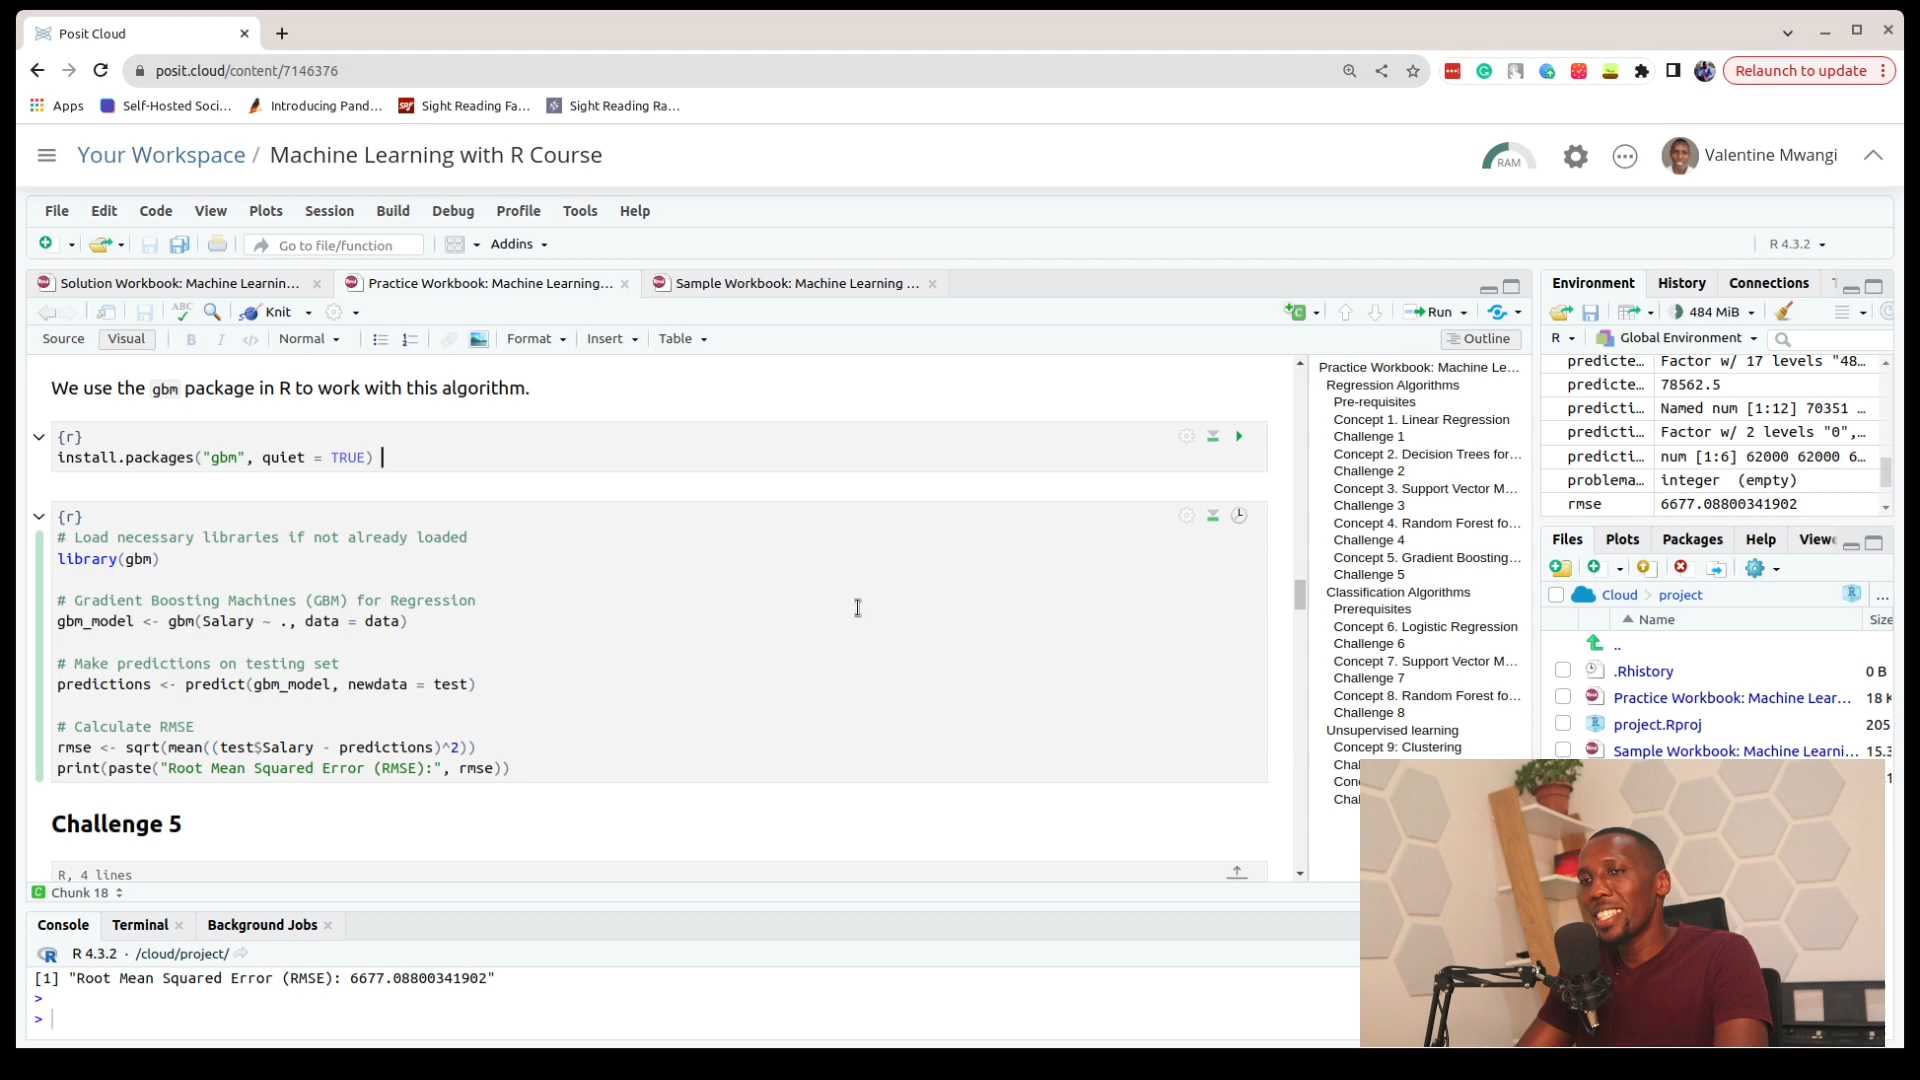 Posit Cloud
posit.cloud/content/7146376
Relaunch to update
Apps
Self-Hosted Soci...
Introducing Pand...
Sight Reading Fa...
Sight Reading Ra...
Your Workspace / Machine Learning with R Course
RAM
Valentine Mwangi
File Edit Code View Plots Session Build Debug Profile Tools Help
Go to file/function
Addins
R 4.3.2
Solution Workbook: Machine Learnin...
Practice Workbook: Machine Learning...
Sample Workbook: Machine Learning ...
ABC
Knit
Run
Source Visual B I </> Normal Format Insert Table Outline
We use the gbm package in R to work with this algorithm.
{r}
install.packages("gbm", quiet = TRUE)
{r}
# Load necessary libraries if not already loaded
library(gbm)
# Gradient Boosting Machines (GBM) for Regression
gbm_model <- gbm(Salary ~ ., data = data)
# Make predictions on testing set
predictions <- predict(gbm_model, newdata = test)
# Calculate RMSE
rmse <- sqrt(mean((test$Salary - predictions)^2))
print(paste("Root Mean Squared Error (RMSE):", rmse))
Challenge 5
R, 4 lines
Chunk 18
Practice Workbook: Machine Le...
Regression Algorithms
Pre-requisites
Concept 1. Linear Regression
Challenge 1
Concept 2. Decision Trees for...
Challenge 2
Concept 3. Support Vector M...
Challenge 3
Concept 4. Random Forest fo...
Challenge 4
Concept 5. Gradient Boosting...
Challenge 5
Classification Algorithms
Prerequisites
Concept 6. Logistic Regression
Challenge 6
Concept 7. Support Vector M...
Challenge 7
Concept 8. Random Forest fo...
Challenge 8
Unsupervised learning
Concept 9: Clustering
Chal
Con
Chal
Console Terminal Background Jobs
R 4.3.2 · /cloud/project/
[1] "Root Mean Squared Error (RMSE): 6677.08800341902"
>
>
Environment History Connections
484 MiB
R Global Environment
predicte... Factor w/ 17 levels "48...
predicte... 78562.5
predicti... Named num [1:12] 70351 ...
predicti... Factor w/ 2 levels "0",...
predicti... num [1:6] 62000 62000 6...
problema... integer (empty)
rmse 6677.08800341902
Files Plots Packages Help Viewe
Cloud > project ...
Name Size
..
.Rhistory 0 B
Practice Workbook: Machine Lear... 18 K
project.Rproj 205
Sample Workbook: Machine Learni... 15.3